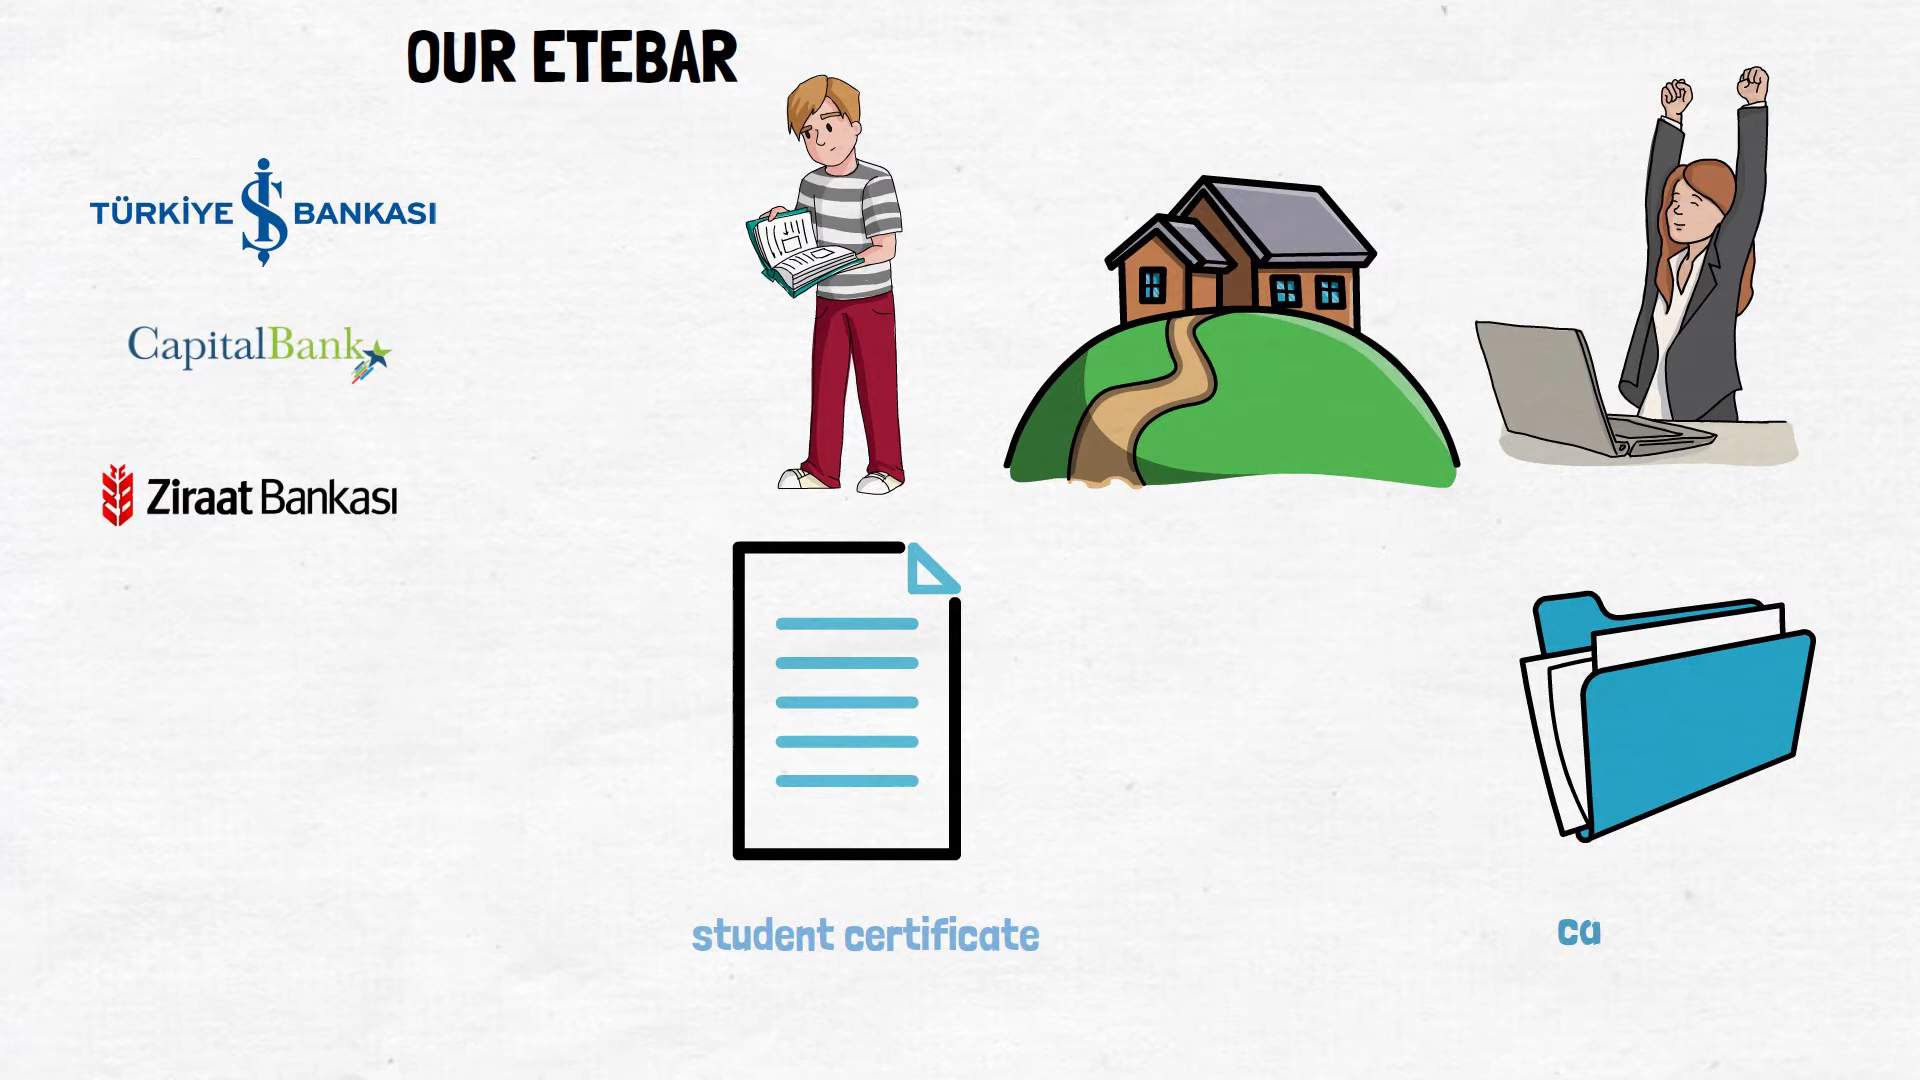 OUR ETEBAR
TÜRKİYE İŞ BANKASI
CapitalBank
Ziraat Bankası
student certificate
ca